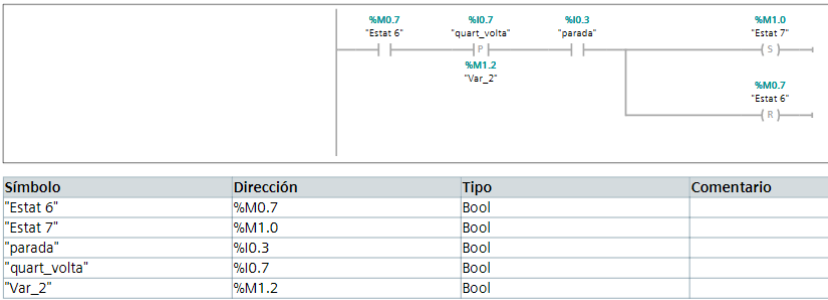 %M0.7 %I0.7 %I0.3 %M1.0
"Estat 6" "quart_volta" "parada" "Estat 7"
P S
%M1.2
"Var_2" %M0.7
"Estat 6"
R
Símbolo Dirección Tipo Comentario
"Estat 6" %M0.7 Bool
"Estat 7" %M1.0 Bool
"parada" %I0.3 Bool
"quart_volta" %I0.7 Bool
"Var_2" %M1.2 Bool